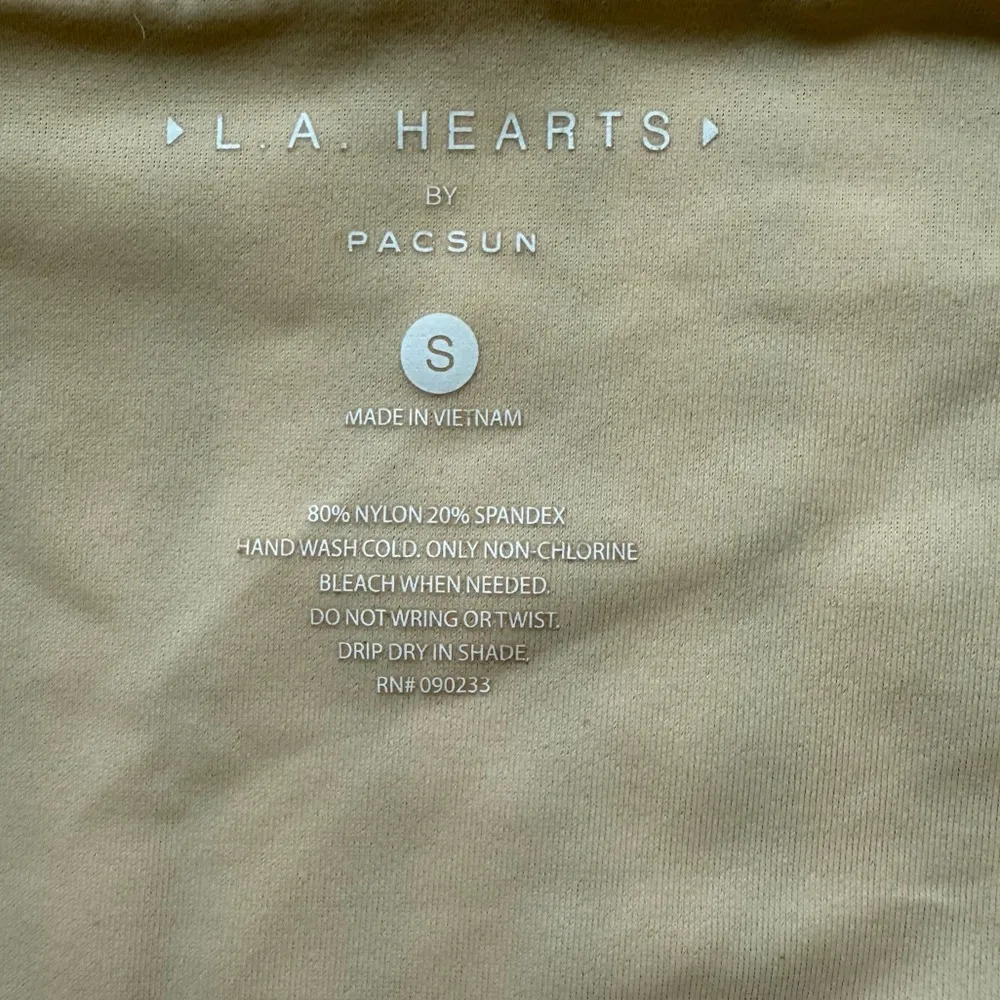 L.A. HEARTS
BY
PACSUN
S
MADE IN VIETNAM
80% NYLON 20% SPANDEX
HAND WASH COLD. ONLY NON-CHLORINE
BLEACH WHEN NEEDED.
DO NOT WRING OR TWIST.
DRIP DRY IN SHADE,
RN# 090233